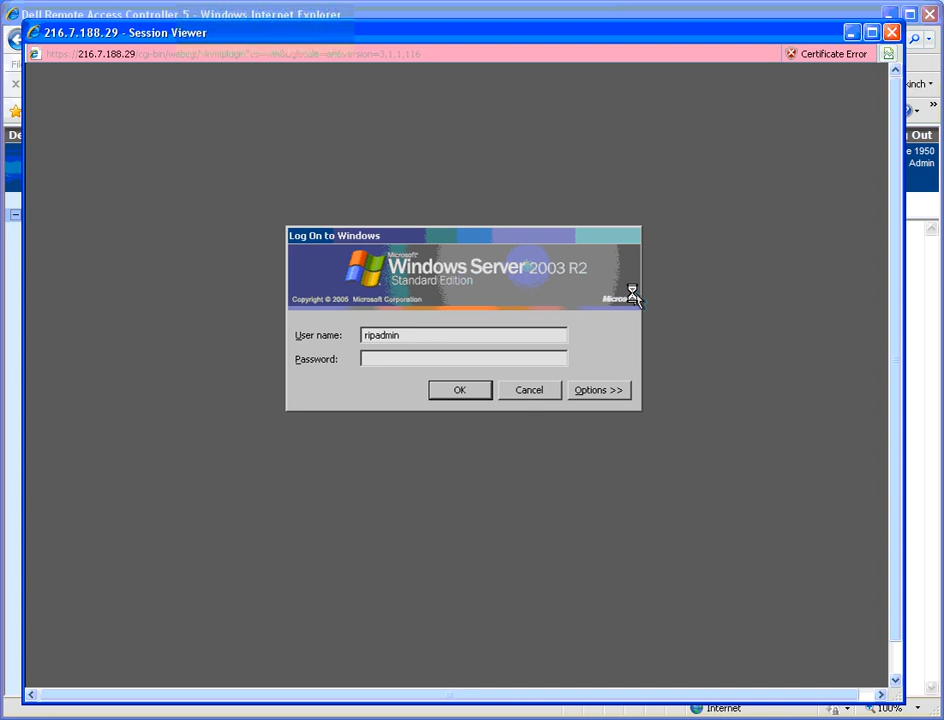 Dell Remote Access Controller 5 - Windows Internet Explorer
216.7.188.29 - Session Viewer
Certificate Error
kinch
De
Out
e 1950
Admin
Log On to Windows
Microsoft
Windows Server 2003 R2
Standard Edition
Copyright © 2005 Microsoft Corporation
User name:
ripadmin
Password:
OK
Cancel
Options >>
Internet
100%